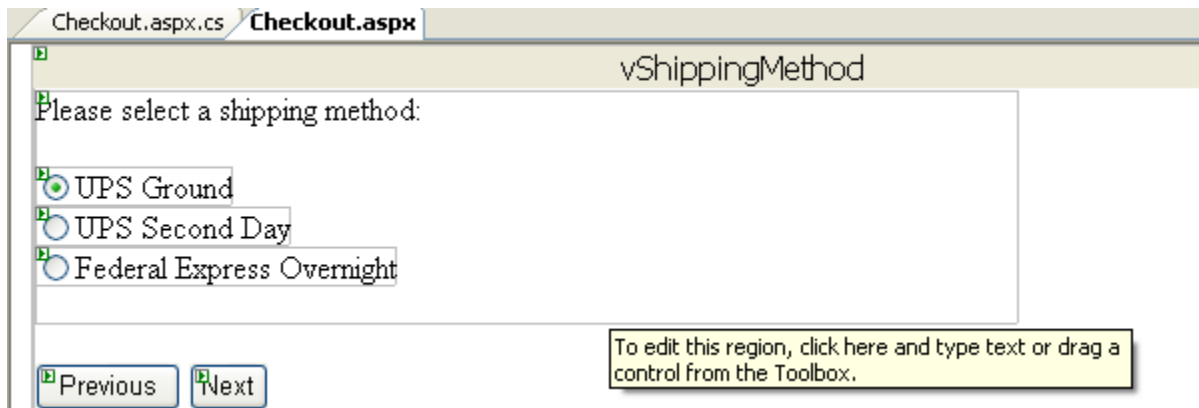 Checkout.aspx.cs Checkout.aspx
vShippingMethod
Please select a shipping method:
UPS Ground
UPS Second Day
Federal Express Overnight
To edit this region, click here and type text or drag a
control from the Toolbox.
Previous Next